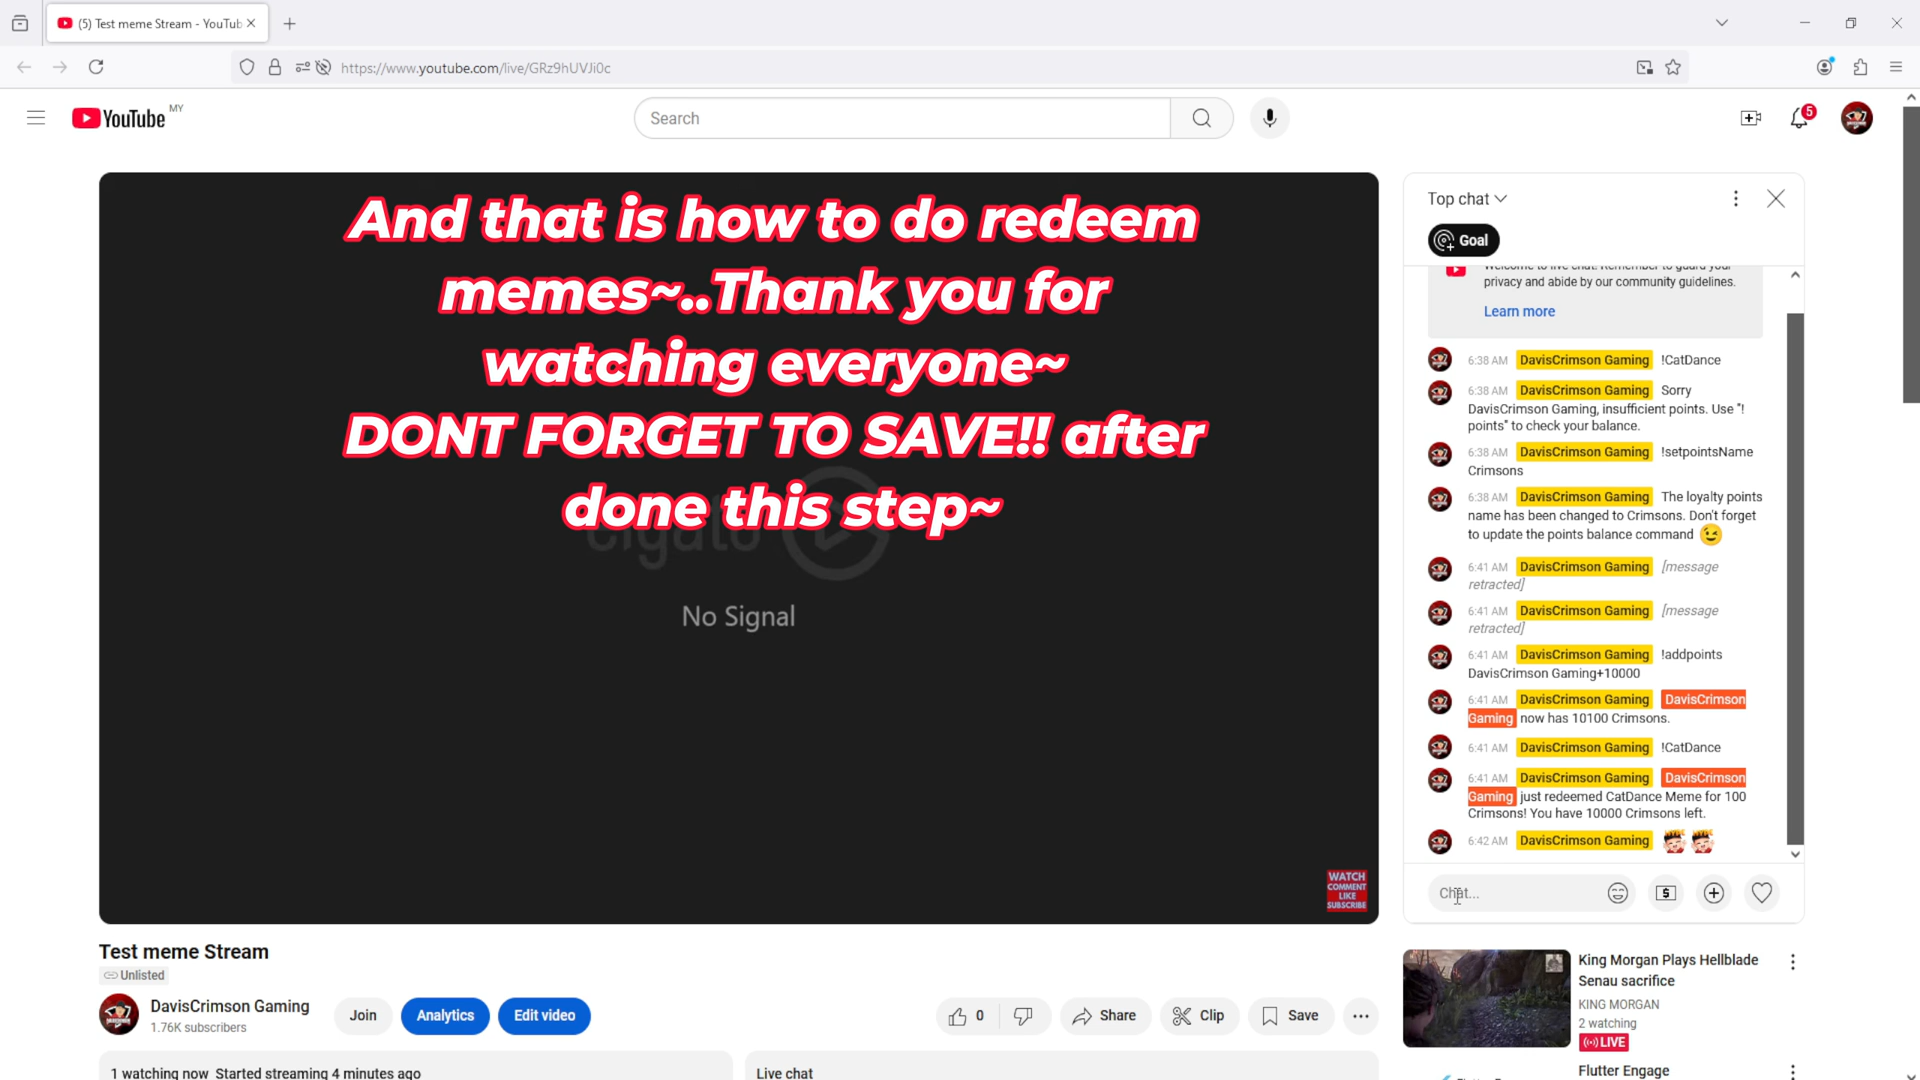 (5) Test meme Stream - YouTub
https://www.youtube.com/live/GRz9hUVJi0c
YouTube MY
Search
5
And that is how to do redeem
memes~..Thank you for
watching everyone~
DONT FORGET TO SAVE!! after
done this step~
elgato
No Signal
WATCH
COMMENT
LIKE
SUBSCRIBE
Top chat
Goal
Welcome to live chat! Remember to guard your
privacy and abide by our community guidelines.
Learn more
6:38 AM DavisCrimson Gaming !CatDance
6:38 AM DavisCrimson Gaming Sorry
DavisCrimson Gaming, insufficient points. Use "!
points" to check your balance.
6:38 AM DavisCrimson Gaming !setpointsName
Crimsons
6:38 AM DavisCrimson Gaming The loyalty points
name has been changed to Crimsons. Don't forget
to update the points balance command
6:41 AM DavisCrimson Gaming [message
retracted]
6:41 AM DavisCrimson Gaming [message
retracted]
6:41 AM DavisCrimson Gaming !addpoints
DavisCrimson Gaming+10000
6:41 AM DavisCrimson Gaming DavisCrimson
Gaming now has 10100 Crimsons.
6:41 AM DavisCrimson Gaming !CatDance
6:41 AM DavisCrimson Gaming DavisCrimson
Gaming just redeemed CatDance Meme for 100
Crimsons! You have 10000 Crimsons left.
6:42 AM DavisCrimson Gaming
Chat...
Test meme Stream
Unlisted
DavisCrimson Gaming
1.76K subscribers
Join
Analytics
Edit video
0
Share
Clip
Save
1 watching now Started streaming 4 minutes ago
Live chat
King Morgan Plays Hellblade
Senau sacrifice
KING MORGAN
2 watching
LIVE
Flutter Engage